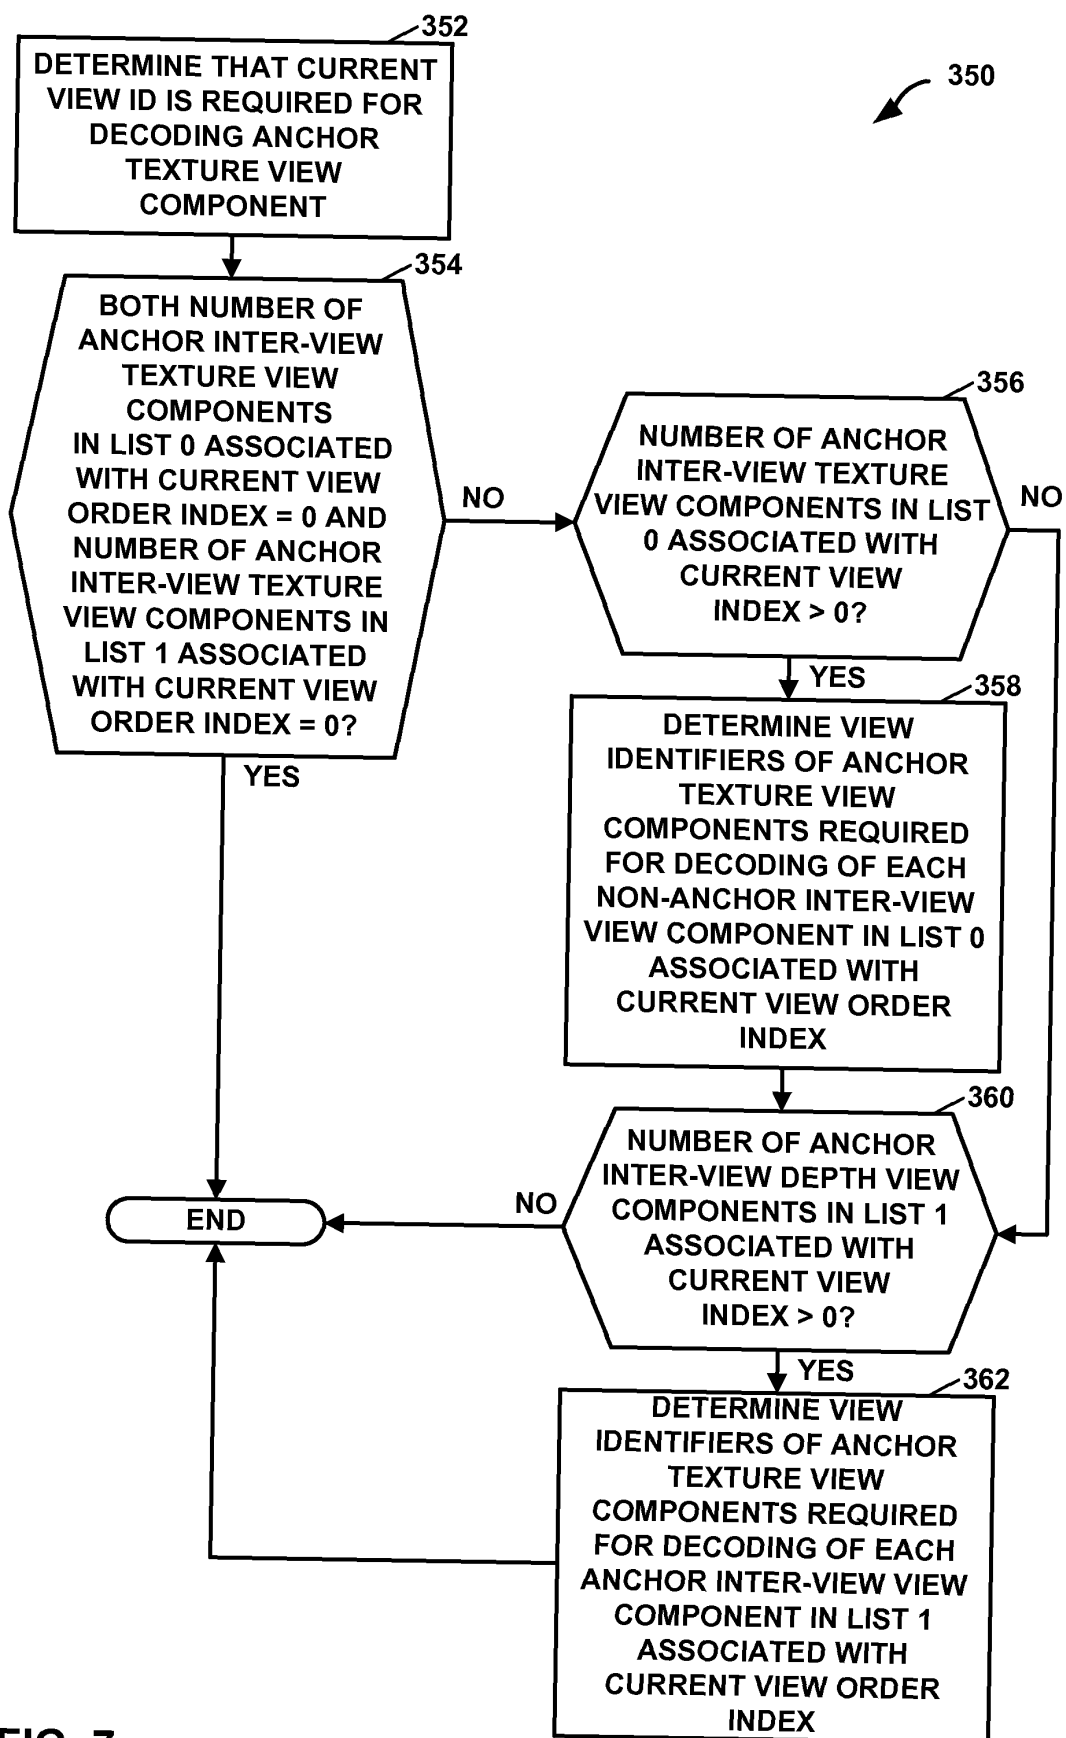 352
DETERMINE THAT CURRENT
VIEW ID IS REQUIRED FOR
DECODING ANCHOR
TEXTURE VIEW
COMPONENT
350
354
BOTH NUMBER OF
ANCHOR INTER-VIEW
TEXTURE VIEW
COMPONENTS
IN LIST 0 ASSOCIATED
WITH CURRENT VIEW
ORDER INDEX = 0 AND
NUMBER OF ANCHOR
INTER-VIEW TEXTURE
VIEW COMPONENTS IN
LIST 1 ASSOCIATED
WITH CURRENT VIEW
ORDER INDEX = 0?
NO
YES
356
NUMBER OF ANCHOR
INTER-VIEW TEXTURE
VIEW COMPONENTS IN LIST
0 ASSOCIATED WITH
CURRENT VIEW
INDEX > 0?
NO
YES
358
DETERMINE VIEW
IDENTIFIERS OF ANCHOR
TEXTURE VIEW
COMPONENTS REQUIRED
FOR DECODING OF EACH
NON-ANCHOR INTER-VIEW
VIEW COMPONENT IN LIST 0
ASSOCIATED WITH
CURRENT VIEW ORDER
INDEX
360
NUMBER OF ANCHOR
INTER-VIEW DEPTH VIEW
COMPONENTS IN LIST 1
ASSOCIATED WITH
CURRENT VIEW
INDEX > 0?
NO
END
YES
362
DETERMINE VIEW
IDENTIFIERS OF ANCHOR
TEXTURE VIEW
COMPONENTS REQUIRED
FOR DECODING OF EACH
ANCHOR INTER-VIEW VIEW
COMPONENT IN LIST 1
ASSOCIATED WITH
CURRENT VIEW ORDER
INDEX